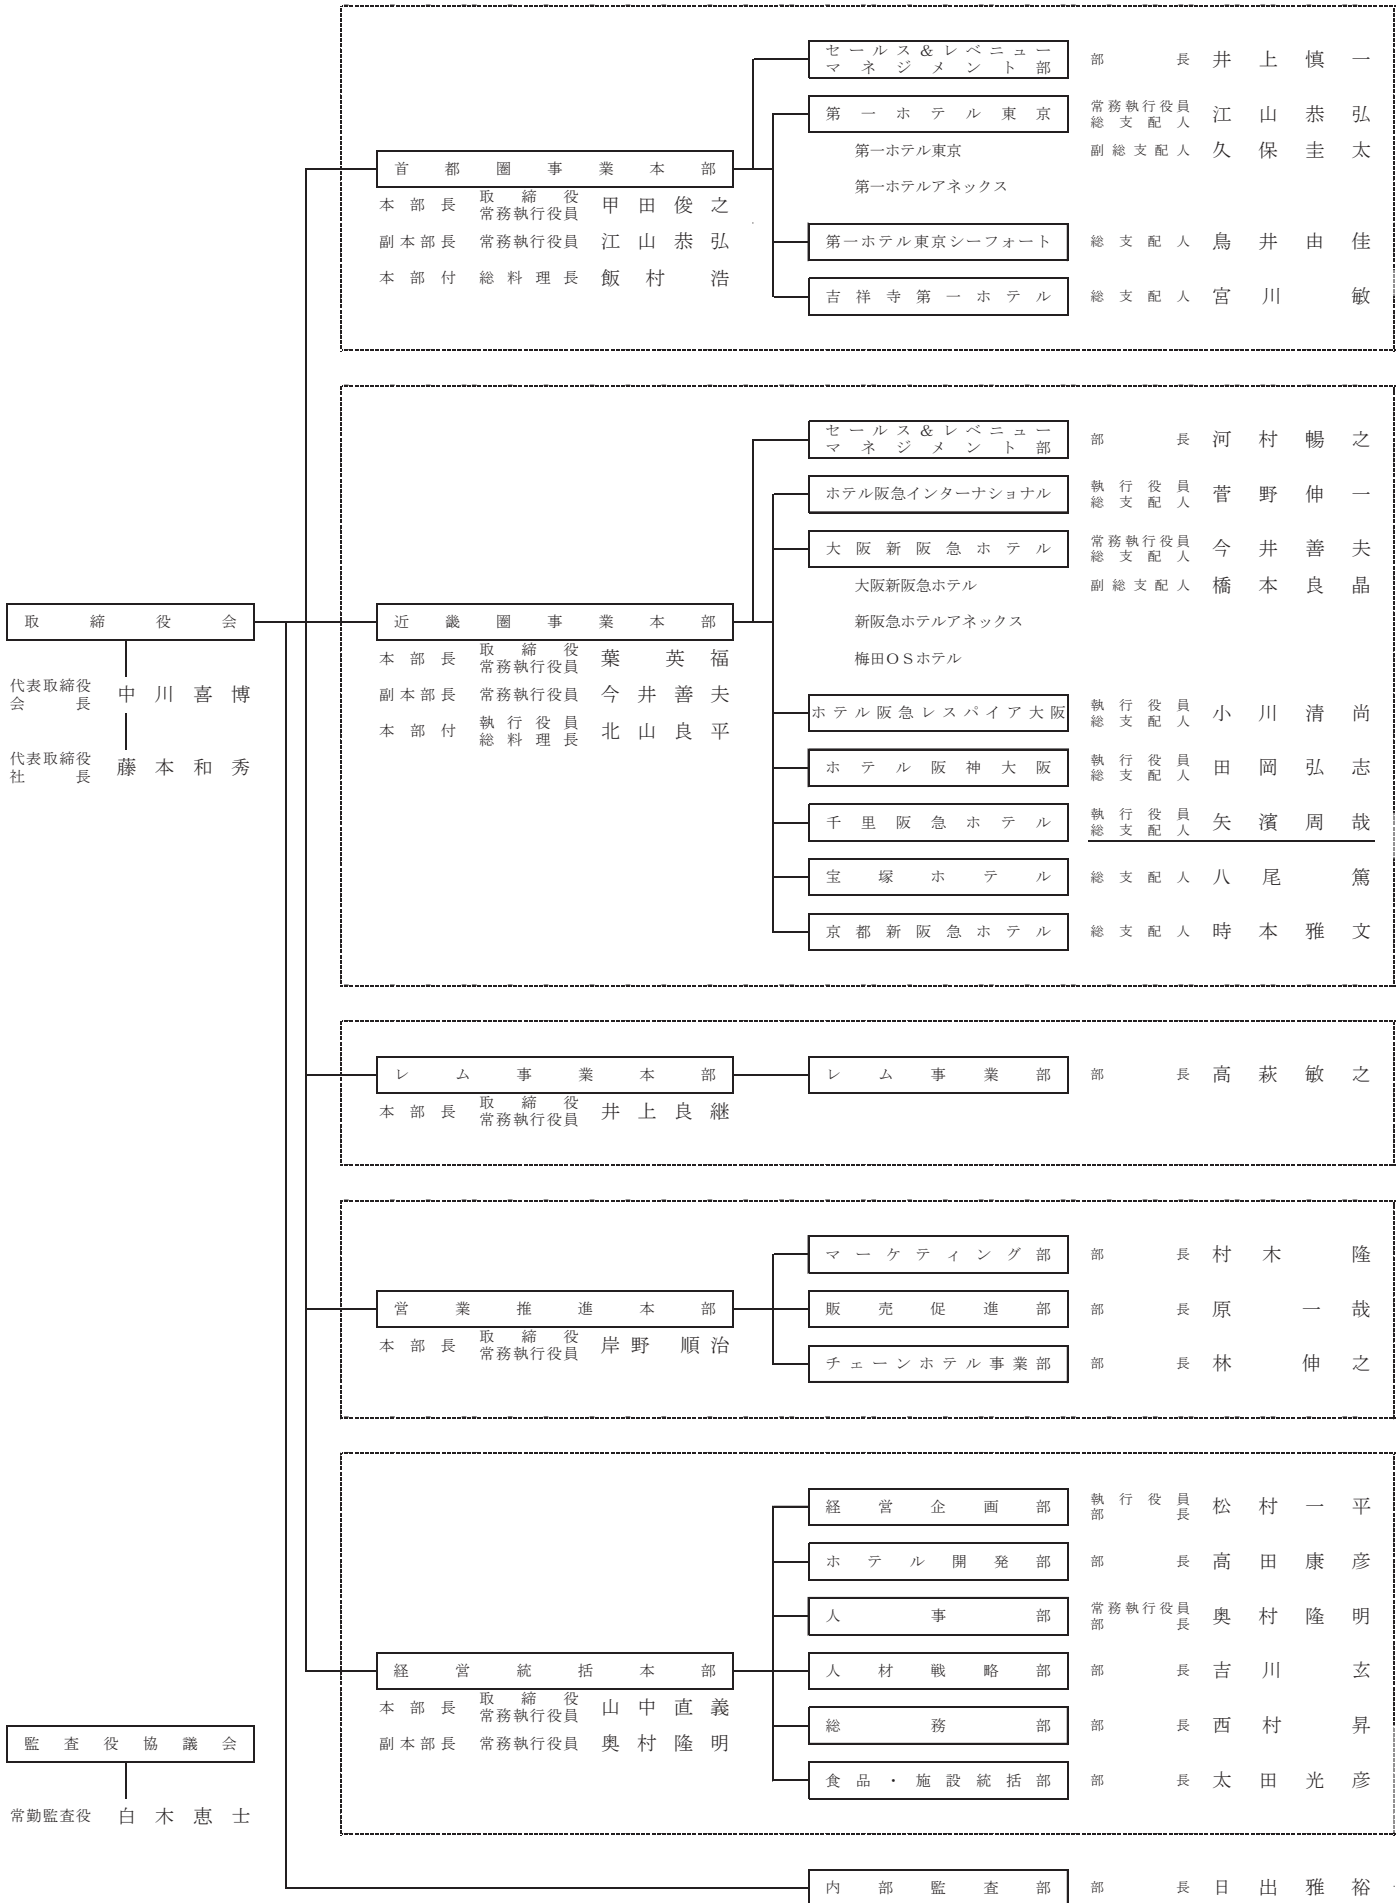 セールス＆レベニュー
マネジメント部
部長 井上慎一
第一ホテル東京
常務執行役員
総支配人
江山恭弘
第一ホテル東京
副総支配人 久保圭太
第一ホテルアネックス
首都圏事業本部
本部長
取締役
常務執行役員
甲田俊之
副本部長 常務執行役員 江山恭弘
本部付 総料理長 飯村浩
第一ホテル東京シーフォート
総支配人 鳥井由佳
吉祥寺第一ホテル
総支配人 宮川敏
セールス＆レベニュー
マネジメント部
部長 河村暢之
ホテル阪急インターナショナル
執行役員
総支配人
菅野伸一
大阪新阪急ホテル
常務執行役員
総支配人
今井善夫
大阪新阪急ホテル
副総支配人 橋本良晶
新阪急ホテルアネックス
梅田ＯＳホテル
取締役会
代表取締役
会長
中川喜博
代表取締役
社長
藤本和秀
近畿圏事業本部
本部長
取締役
常務執行役員
葉英福
副本部長 常務執行役員 今井善夫
本部付
執行役員
総料理長
北山良平
ホテル阪急レスパイア大阪
執行役員
総支配人
小川清尚
ホテル阪神大阪
執行役員
総支配人
田岡弘志
千里阪急ホテル
執行役員
総支配人
矢濱周哉
宝塚ホテル
総支配人 八尾篤
京都新阪急ホテル
総支配人 時本雅文
レム事業本部
本部長
取締役
常務執行役員
井上良継
レム事業部
部長 高萩敏之
マーケティング部
部長 村木隆
営業推進本部
本部長
取締役
常務執行役員
岸野順治
販売促進部
部長 原一哉
チェーンホテル事業部
部長 林伸之
経営企画部
執行役員
部長
松村一平
ホテル開発部
部長 高田康彦
人事部
常務執行役員
部長
奥村隆明
経営統括本部
本部長
取締役
常務執行役員
山中直義
副本部長 常務執行役員 奥村隆明
人材戦略部
部長 吉川玄
総務部
部長 西村昇
食品・施設統括部
部長 太田光彦
監査役協議会
常勤監査役 白木恵士
内部監査部
部長 日出雅裕